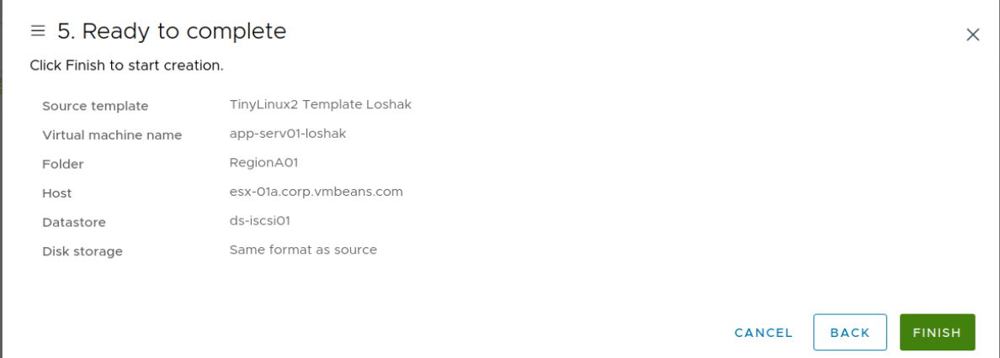 5. Ready to complete
Click Finish to start creation.
Source template TinyLinux2 Template Loshak
Virtual machine name app-serv01-loshak
Folder RegionA01
Host esx-01a.corp.vmbeans.com
Datastore ds-iscsi01
Disk storage Same format as source
CANCEL BACK FINISH